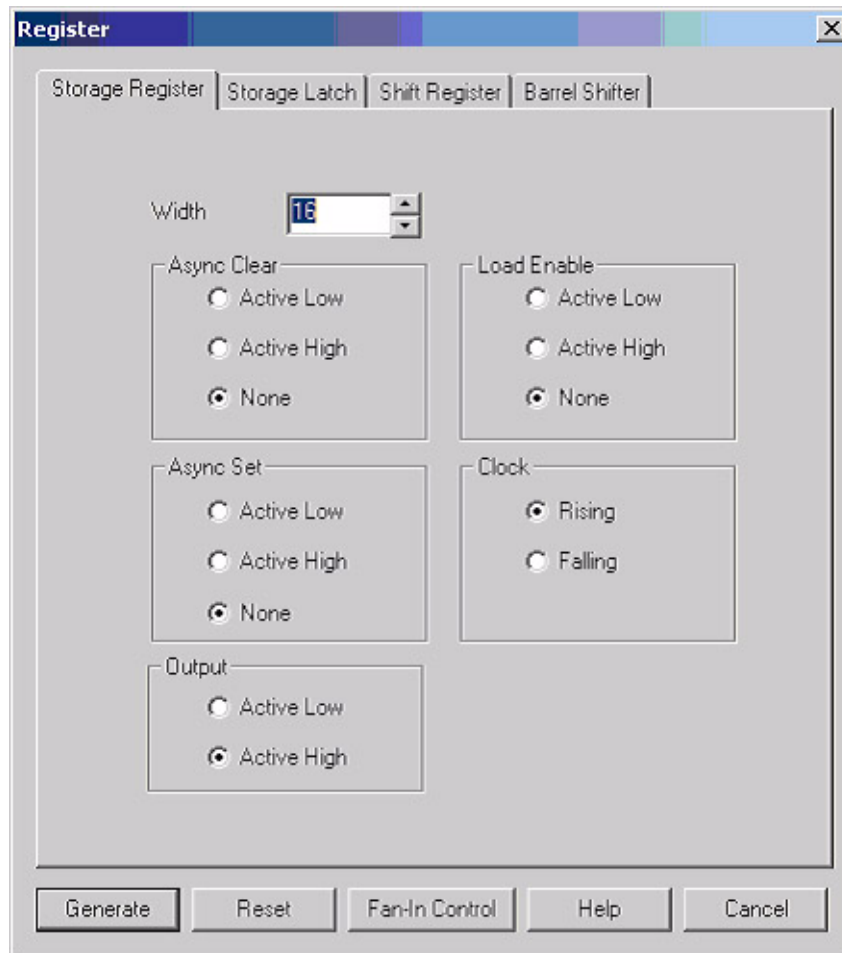 Register
Storage Register Storage Latch Shift Register Barrel Shifter
Width 16
Async Clear
Active Low
Active High
None
Load Enable
Active Low
Active High
None
Async Set
Active Low
Active High
None
Clock
Rising
Falling
Output
Active Low
Active High
Generate Reset Fan-In Control Help Cancel